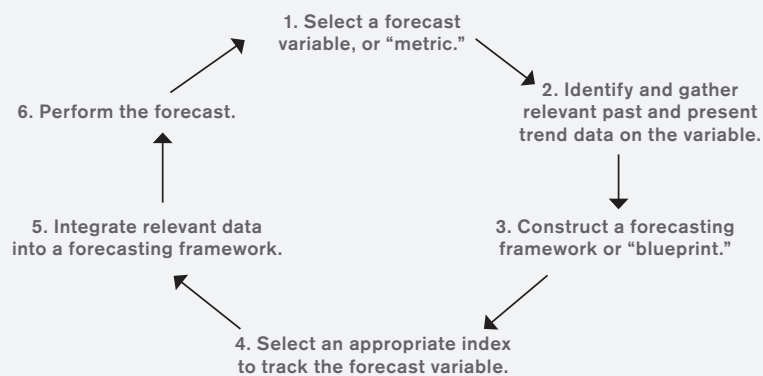 1. Select a forecast
variable, or “metric.”
2. Identify and gather
relevant past and present
trend data on the variable.
3. Construct a forecasting
framework or “blueprint.”
4. Select an appropriate index
to track the forecast variable.
5. Integrate relevant data
into a forecasting framework.
6. Perform the forecast.